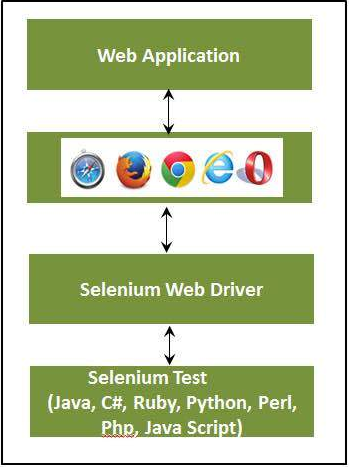 Web Application
Selenium Web Driver
Selenium Test
(Java, C#, Ruby, Python, Perl,
Php, Java Script)